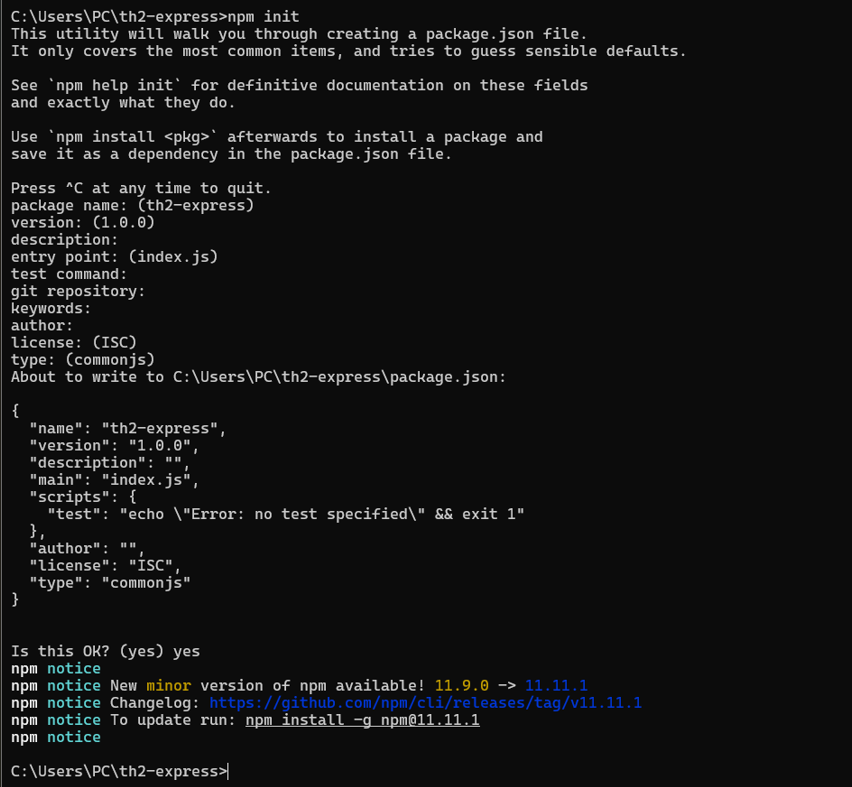 C:\Users\PC\th2-express>npm init
This utility will walk you through creating a package.json file.
It only covers the most common items, and tries to guess sensible defaults.

See `npm help init` for definitive documentation on these fields
and exactly what they do.

Use `npm install <pkg>` afterwards to install a package and
save it as a dependency in the package.json file.

Press ^C at any time to quit.
package name: (th2-express)
version: (1.0.0)
description:
entry point: (index.js)
test command:
git repository:
keywords:
author:
license: (ISC)
type: (commonjs)
About to write to C:\Users\PC\th2-express\package.json:

{
  "name": "th2-express",
  "version": "1.0.0",
  "description": "",
  "main": "index.js",
  "scripts": {
    "test": "echo \"Error: no test specified\" && exit 1"
  },
  "author": "",
  "license": "ISC",
  "type": "commonjs"
}

Is this OK? (yes) yes
npm notice
npm notice New minor version of npm available! 11.9.0 -> 11.11.1
npm notice Changelog: https://github.com/npm/cli/releases/tag/v11.11.1
npm notice To update run: npm install -g npm@11.11.1
npm notice

C:\Users\PC\th2-express>